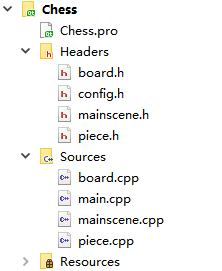 Chess
Chess.pro
Headers
board.h
config.h
mainscene.h
piece.h
Sources
board.cpp
main.cpp
mainscene.cpp
piece.cpp
Resources